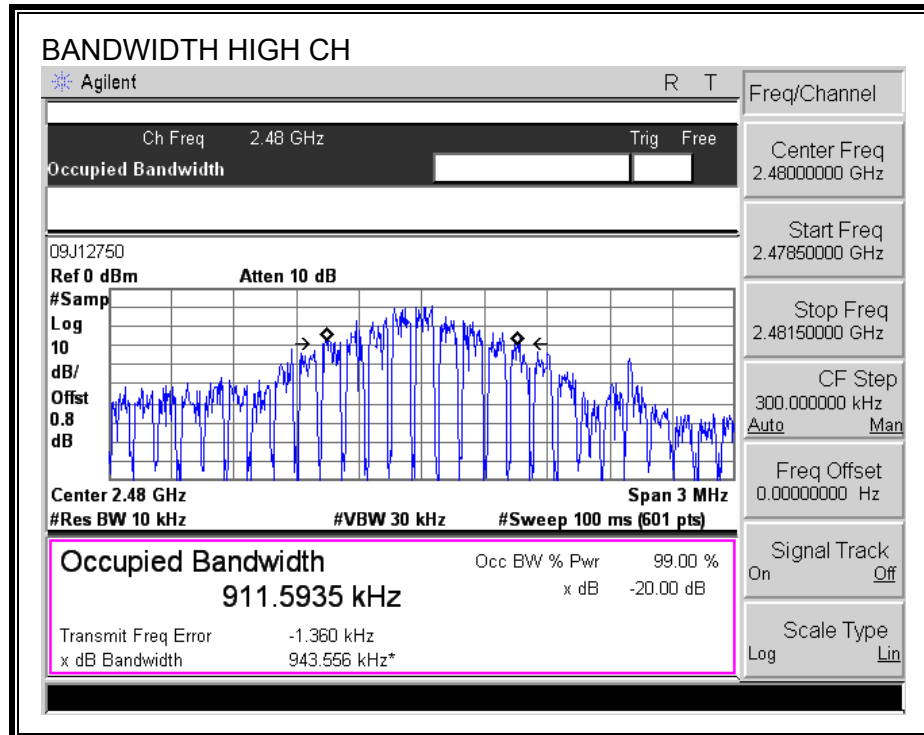 BANDWIDTH HIGH CH
Agilent R T
Ch Freq 2.48 GHz Trig Free
Occupied Bandwidth
09J12750
Ref 0 dBm Atten 10 dB
#Samp
Log
10
dB/
Offst
0.8
dB
Center 2.48 GHz Span 3 MHz
#Res BW 10 kHz #VBW 30 kHz #Sweep 100 ms (601 pts)
Occupied Bandwidth Occ BW % Pwr 99.00 %
911.5935 kHz x dB -20.00 dB
Transmit Freq Error -1.360 kHz
x dB Bandwidth 943.556 kHz*
Freq/Channel
Center Freq
2.48000000 GHz
Start Freq
2.47850000 GHz
Stop Freq
2.48150000 GHz
CF Step
300.000000 kHz
Auto Man
Freq Offset
0.00000000 Hz
Signal Track
On Off
Scale Type
Log Lin